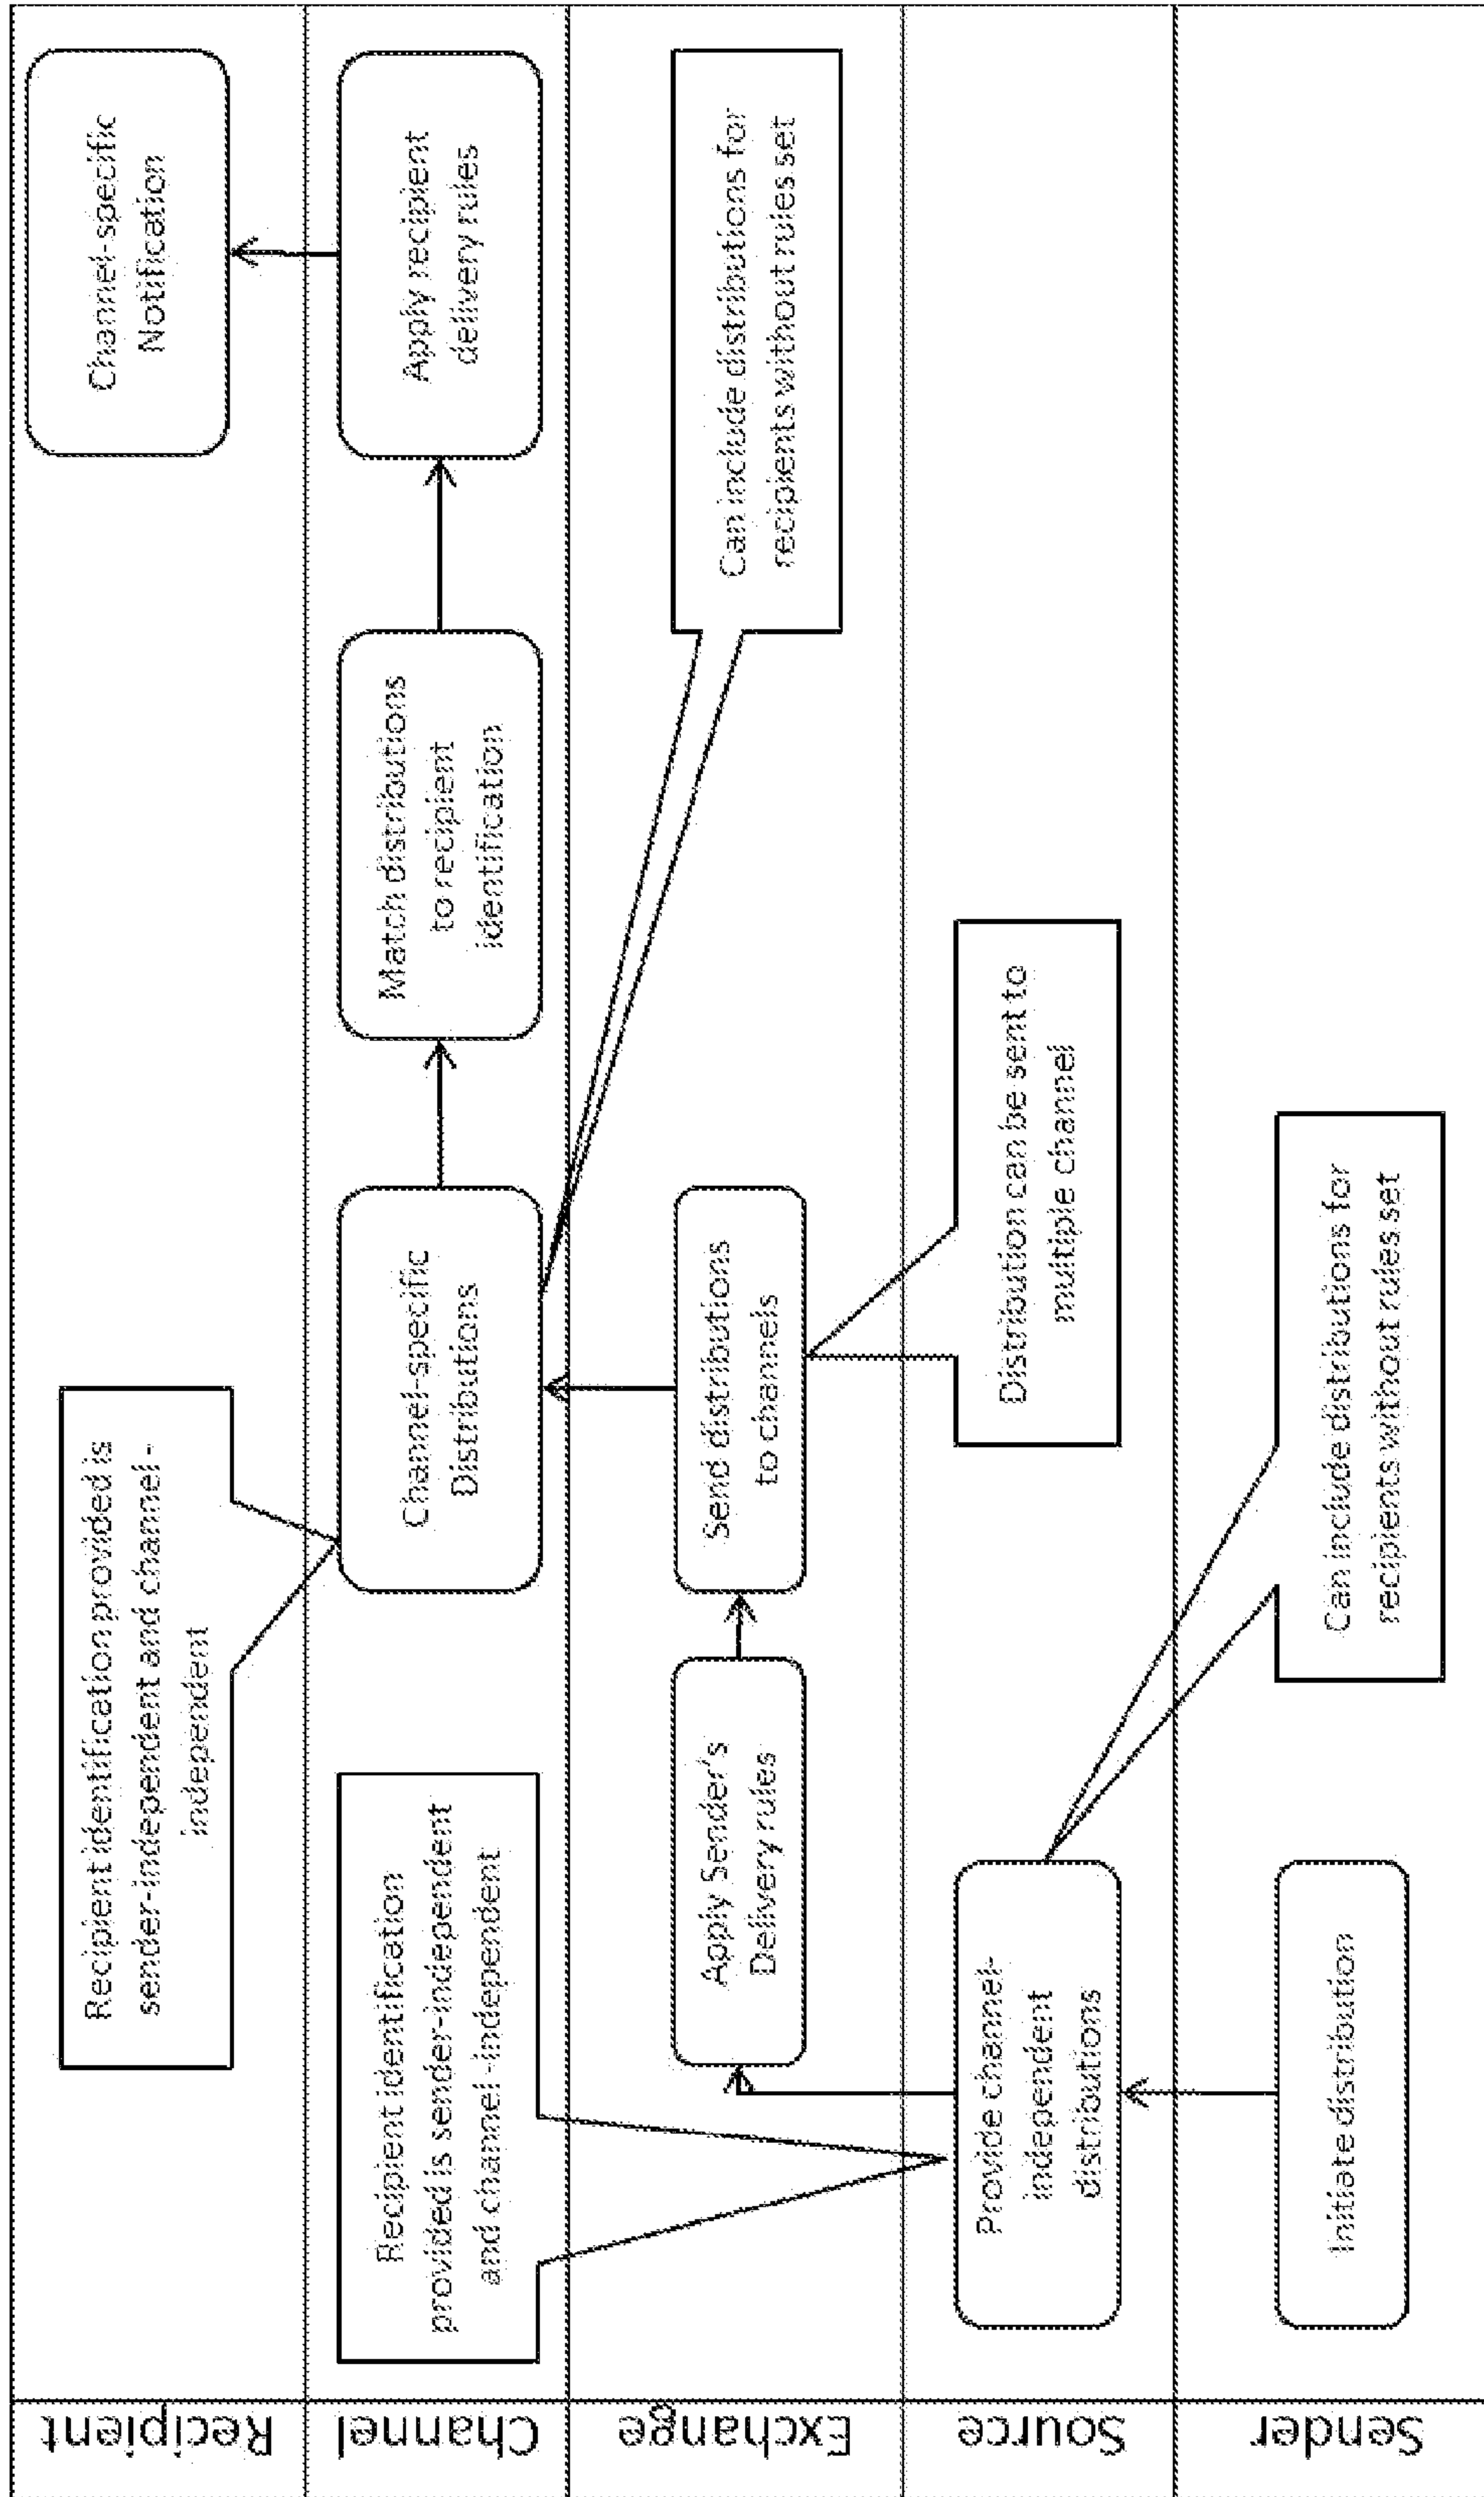 Recipient
Recipient identification provided is
sender-independent and channel -
independent
Channel-specific
Notification
Channel
Recipient identification
provided is sender-independent
and channel -independent
Channel-specific
Distributions
Match distributions
to recipient
identification
Apply recipient
delivery rules
Exchange
Apply Sender's
Delivery rules
Send distributions
to channels
Can include distributions for
recipients without rules set
Source
Provide channel-
independent
distributions
Distribution can be sent to
multiple channel
Sender
Initiate distribution
Can include distributions for
recipients without rules set